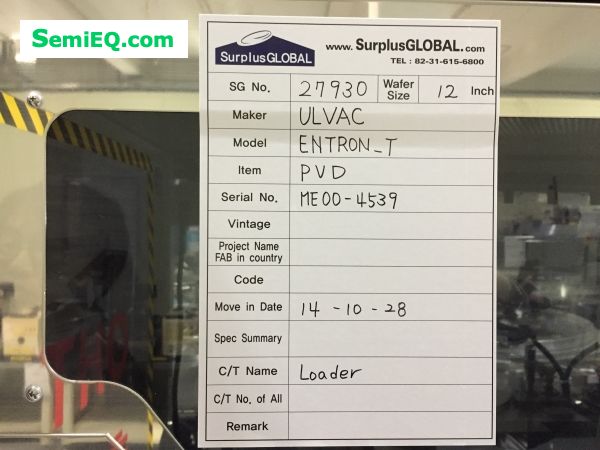 SemiEQ.com
SurplusGLOBAL
www.SurplusGLOBAL.com
TEL : 82-31-615-6800
SG No. 27930 Wafer Size 12 Inch
Maker ULVAC
Model ENTRON_T
Item PVD
Serial No. ME00-4539
Vintage
Project Name
FAB in country
Code
Move in Date 14-10-28
Spec Summary
C/T Name Loader
C/T No. of All
Remark